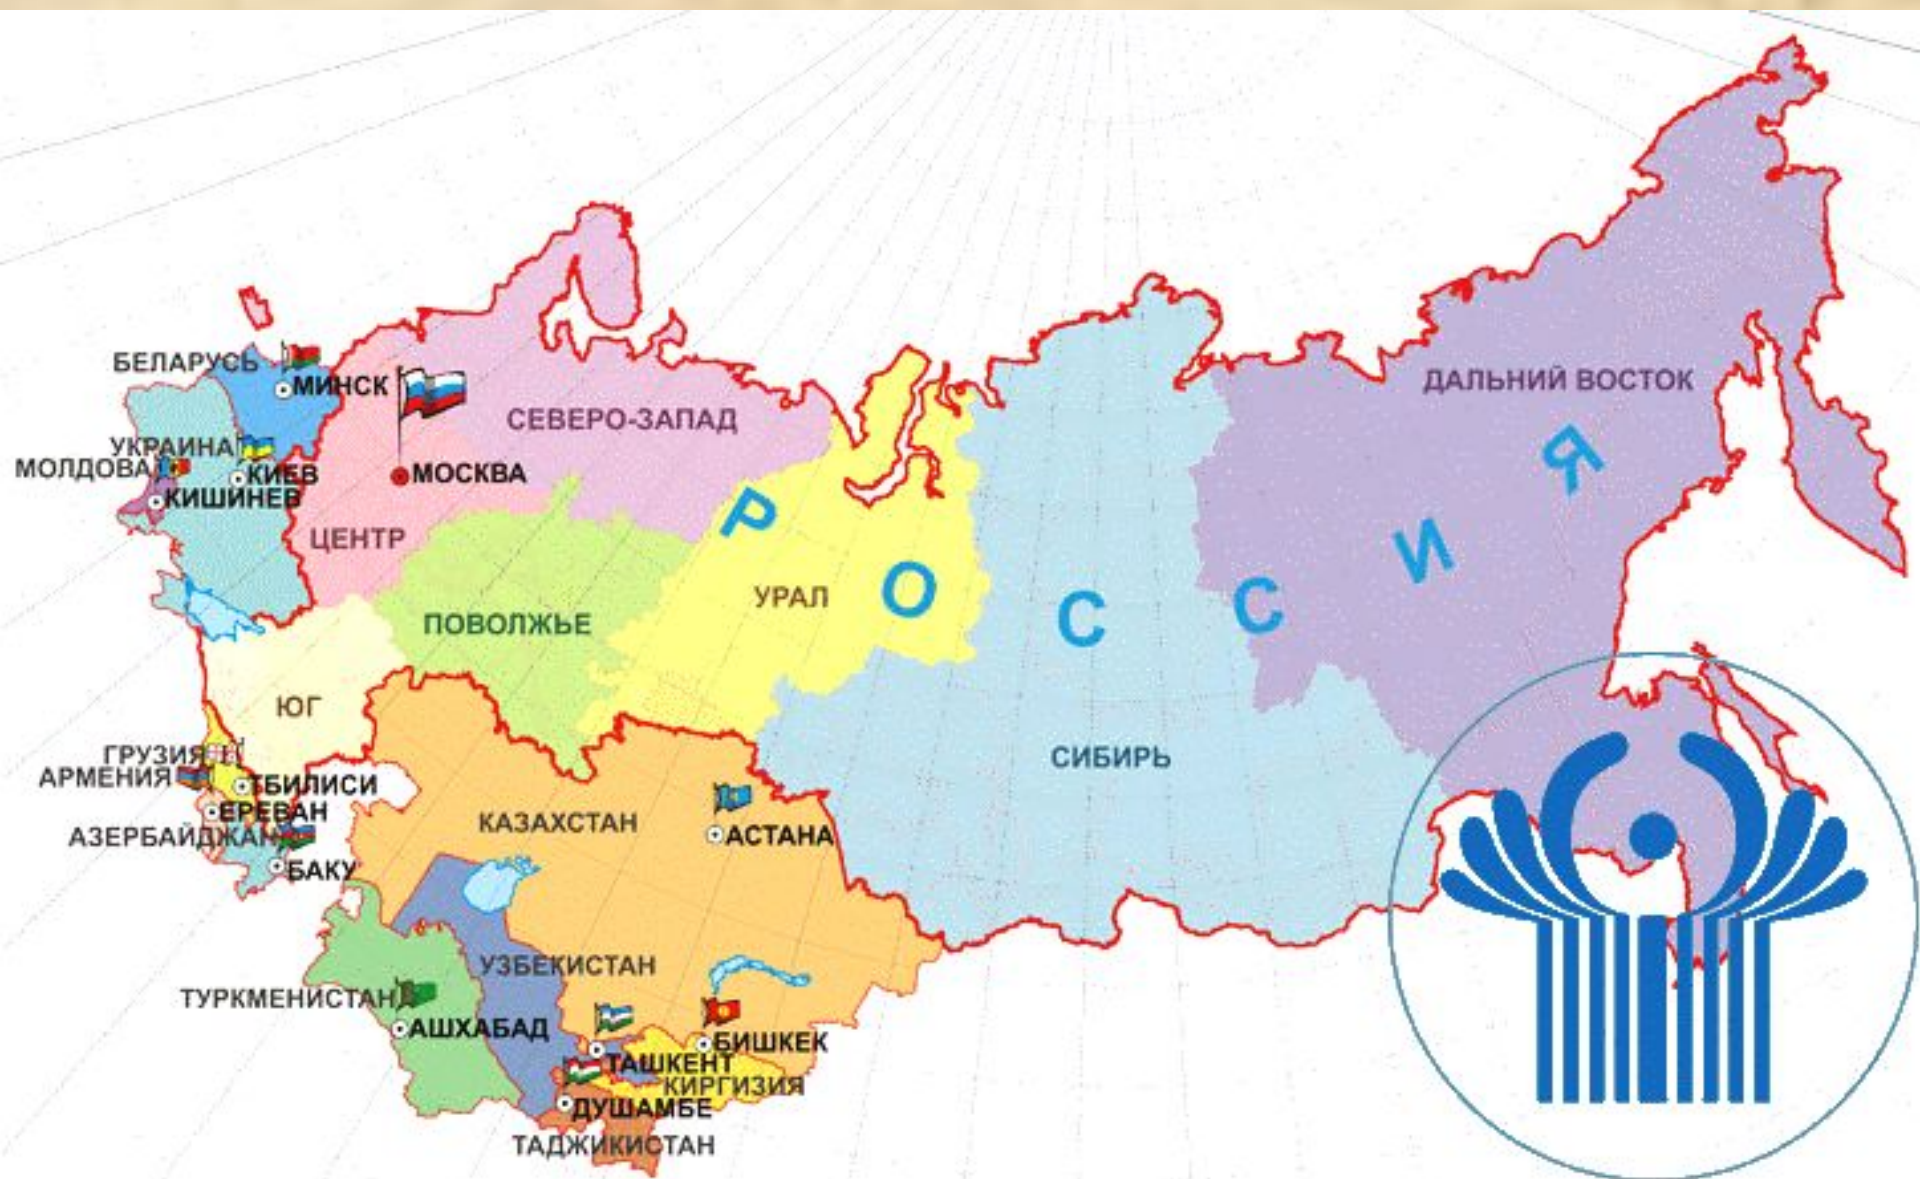 БЕЛАРУСЬ
МИНСК
УКРАИНА
МОЛДОВА
КИЕВ
КИШИНЕВ
МОСКВА
СЕВЕРО-ЗАПАД
ЦЕНТР
ПОВОЛЖЬЕ
УРАЛ
ЮГ
РОССИЯ
ДАЛЬНИЙ ВОСТОК
СИБИРЬ
ГРУЗИЯ
АРМЕНИЯ
ТБИЛИСИ
ЕРЕВАН
АЗЕРБАЙДЖАН
БАКУ
КАЗАХСТАН
АСТАНА
УЗБЕКИСТАН
ТУРКМЕНИСТАН
АШХАБАД
БИШКЕК
ТАШКЕНТ
КИРГИЗИЯ
ДУШАМБЕ
ТАДЖИКИСТАН